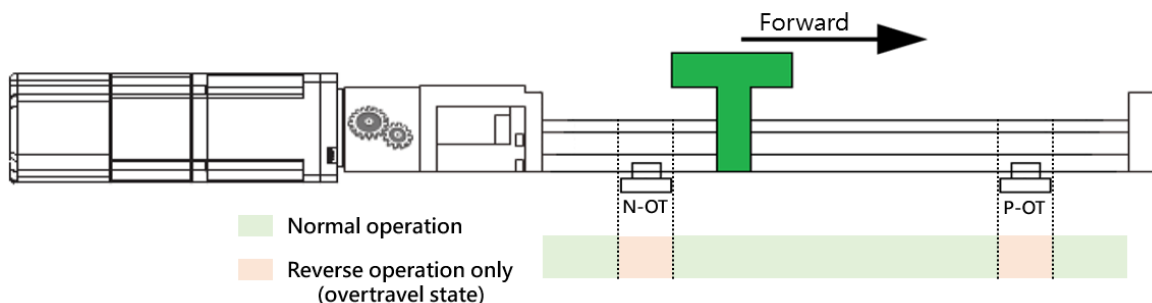 Forward
N-OT
P-OT
Normal operation
Reverse operation only
(overtravel state)